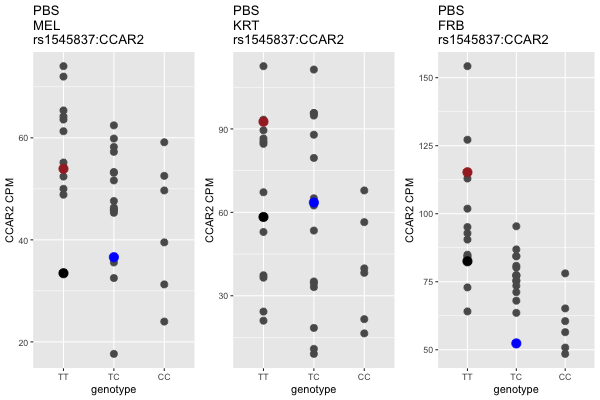 PBS
MEL
rs1545837:CCAR2
60
40
20
CCAR2 CPM
TT
TC
CC
genotype
PBS
KRT
rs1545837:CCAR2
90
60
30
CCAR2 CPM
TT
TC
CC
genotype
PBS
FRB
rs1545837:CCAR2
150
125
100
75
50
CCAR2 CPM
TT
TC
CC
genotype